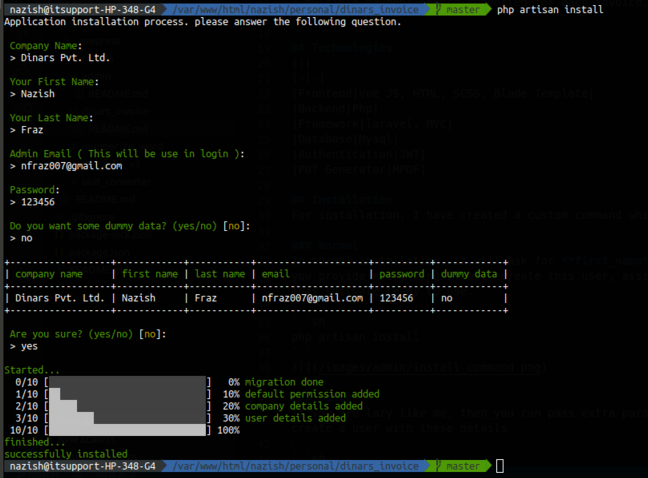 nazish@itsupport-HP-348-G4 /var/www/html/nazish/personal/dinars_invoice master php artisan install
Application installation process. please answer the following question.
Company Name:
> Dinars Pvt. Ltd.
Your First Name:
> Nazish
Your Last Name:
> Fraz
Admin Email ( This will be use in login ):
> nfraz007@gmail.com
Password:
> 123456
Do you want some dummy data? (yes/no) [no]:
> no
+------------------+------------+-----------+--------------------+----------+------------+
| company name | first name | last name | email | password | dummy data |
+------------------+------------+-----------+--------------------+----------+------------+
| Dinars Pvt. Ltd. | Nazish | Fraz | nfraz007@gmail.com | 123456 | no |
+------------------+------------+-----------+--------------------+----------+------------+
Are you sure? (yes/no) [no]:
> yes
Started...
0/10 [ ] 0% migration done
1/10 [ ] 10% default permission added
2/10 [ ] 20% company details added
3/10 [ ] 30% user details added
10/10 [ ] 100%
finished...
successfully installed
nazish@itsupport-HP-348-G4 /var/www/html/nazish/personal/dinars_invoice master